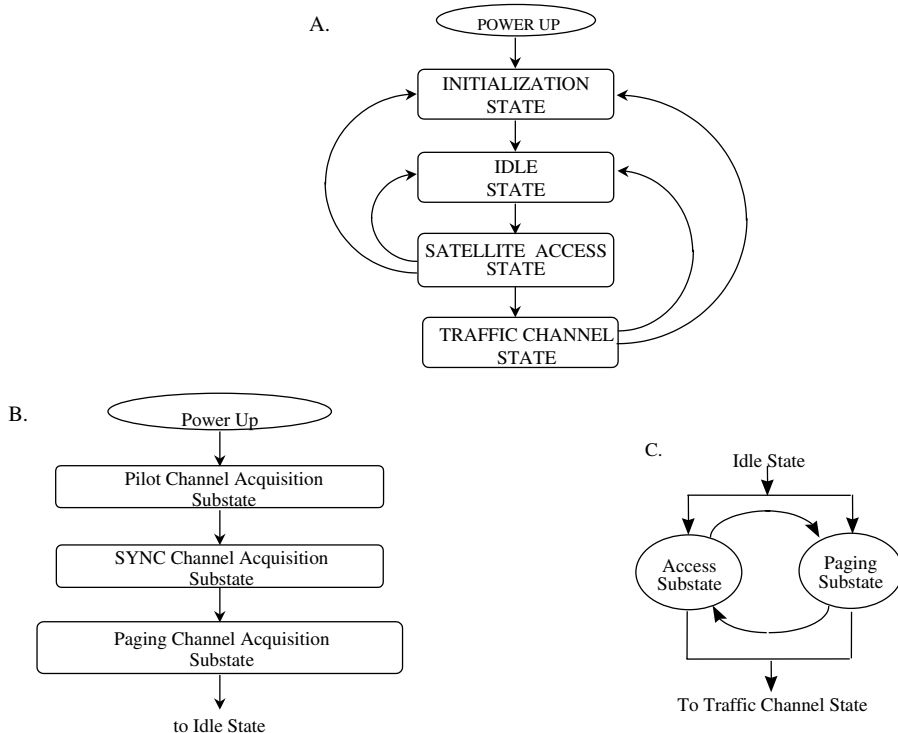 A.
POWER UP
INITIALIZATION
STATE
IDLE
STATE
SATELLITE ACCESS
STATE
TRAFFIC CHANNEL
STATE
B.
Power Up
Pilot Channel Acquisition
Substate
SYNC Channel Acquisition
Substate
Paging Channel Acquisition
Substate
to Idle State
C.
Idle State
Access
Substate
Paging
Substate
To Traffic Channel State